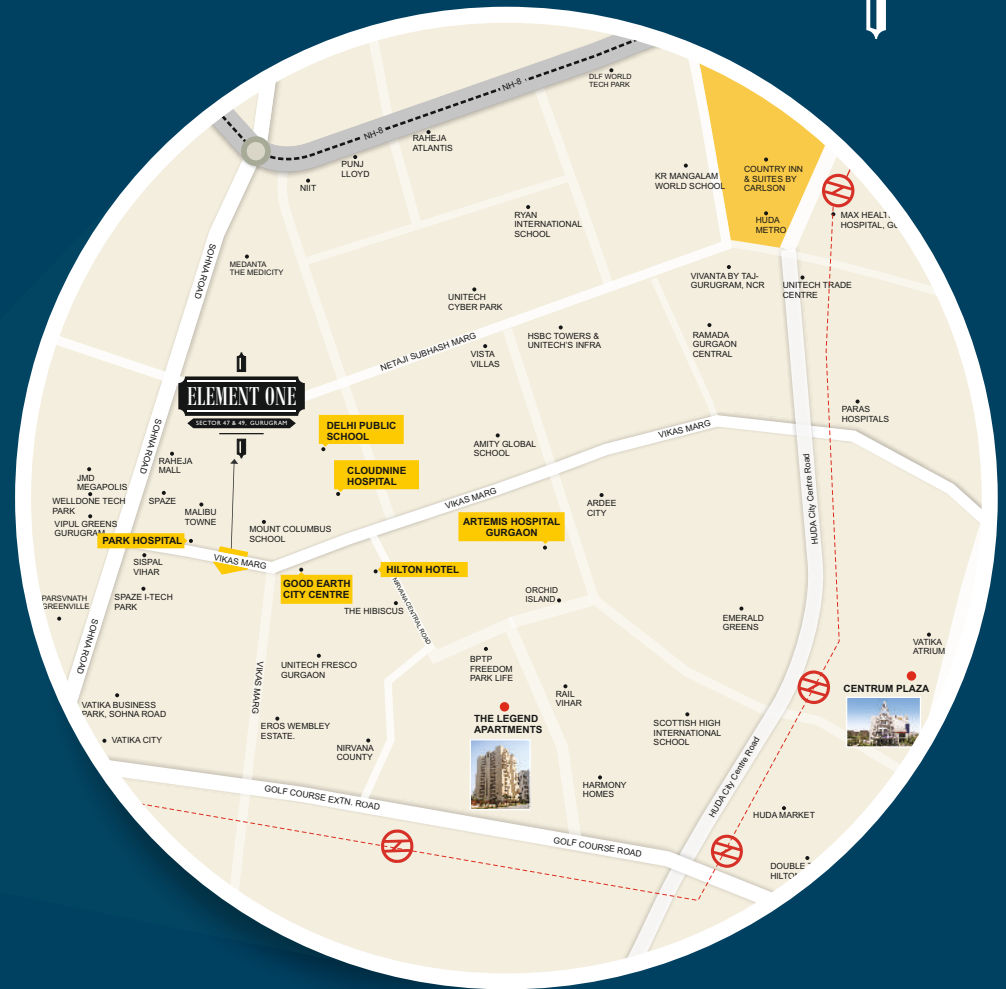 DLF WORLD
TECH PARK
NH-8
NH-8
RAHEJA
ATLANTIS
PUNJ
LLOYD
NIIT
KR MANGALAM
WORLD SCHOOL
COUNTRY INN
& SUITES BY
CARLSON
HUDA
METRO
RYAN
INTERNATIONAL
SCHOOL
MAX
HOSPITAL,
SOHNA ROAD
MEDANTA
THE MEDICITY
VIVANTA BY TAJ-
GURUGRAM, NCR
UNITECH TRADE
CENTRE
UNITECH
CYBER PARK
NETAJI SUBHASH MARG
VISTA
VILLAS
HSBC TOWERS &
UNITECH'S INFRA
RAMADA
GURGAON
CENTRAL
ELEMENT ONE
SECTOR 47 & 49, GURUGRAM
DELHI PUBLIC
SCHOOL
PARAS
HOSPITALS
SOHNA ROAD
RAHEJA
MALL
AMITY GLOBAL
SCHOOL
VIKAS MARG
CLOUDNINE
HOSPITAL
JMD
MEGAPOLIS
WELLDONE TECH
PARK
SPAZE
MALIBU
TOWNE
VIKAS MARG
ARDEE
CITY
HUDA City Centre Road
VIPUL GREENS
GURUGRAM
MOUNT COLUMBUS
SCHOOL
ARTEMIS HOSPITAL
GURGAON
PARK HOSPITAL
VIKAS MARG
SISPAL
VIHAR
HILTON HOTEL
GOOD EARTH
CITY CENTRE
PARSVNATH
GREENVILLE
SPAZE I-TECH
PARK
THE HIBISCUS
NIRVANA CENTRAL ROAD
ORCHID
ISLAND
EMERALD
GREENS
SOHNA ROAD
VATIKA
ATRIUM
UNITECH FRESCO
GURGAON
VIKAS MARG
BPTP
FREEDOM
PARK LIFE
RAIL
VIHAR
CENTRUM PLAZA
VATIKA BUSINESS
PARK, SOHNA ROAD
VATIKA CITY
EROS WEMBLEY
ESTATE.
NIRVANA
COUNTY
THE LEGEND
APARTMENTS
SCOTTISH HIGH
INTERNATIONAL
SCHOOL
HUDA City Centre Road
HARMONY
HOMES
GOLF COURSE EXTN. ROAD
HUDA MARKET
GOLF COURSE ROAD
DOUBLE